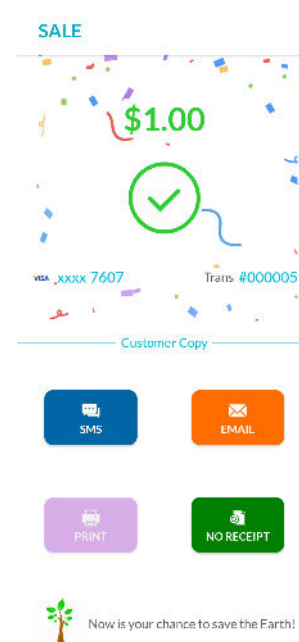 SALE
$1.00
VISA xxxx 7607 Trans #000005
Customer Copy
SMS EMAIL
PRINT NO RECEIPT
Now is your chance to save the Earth!